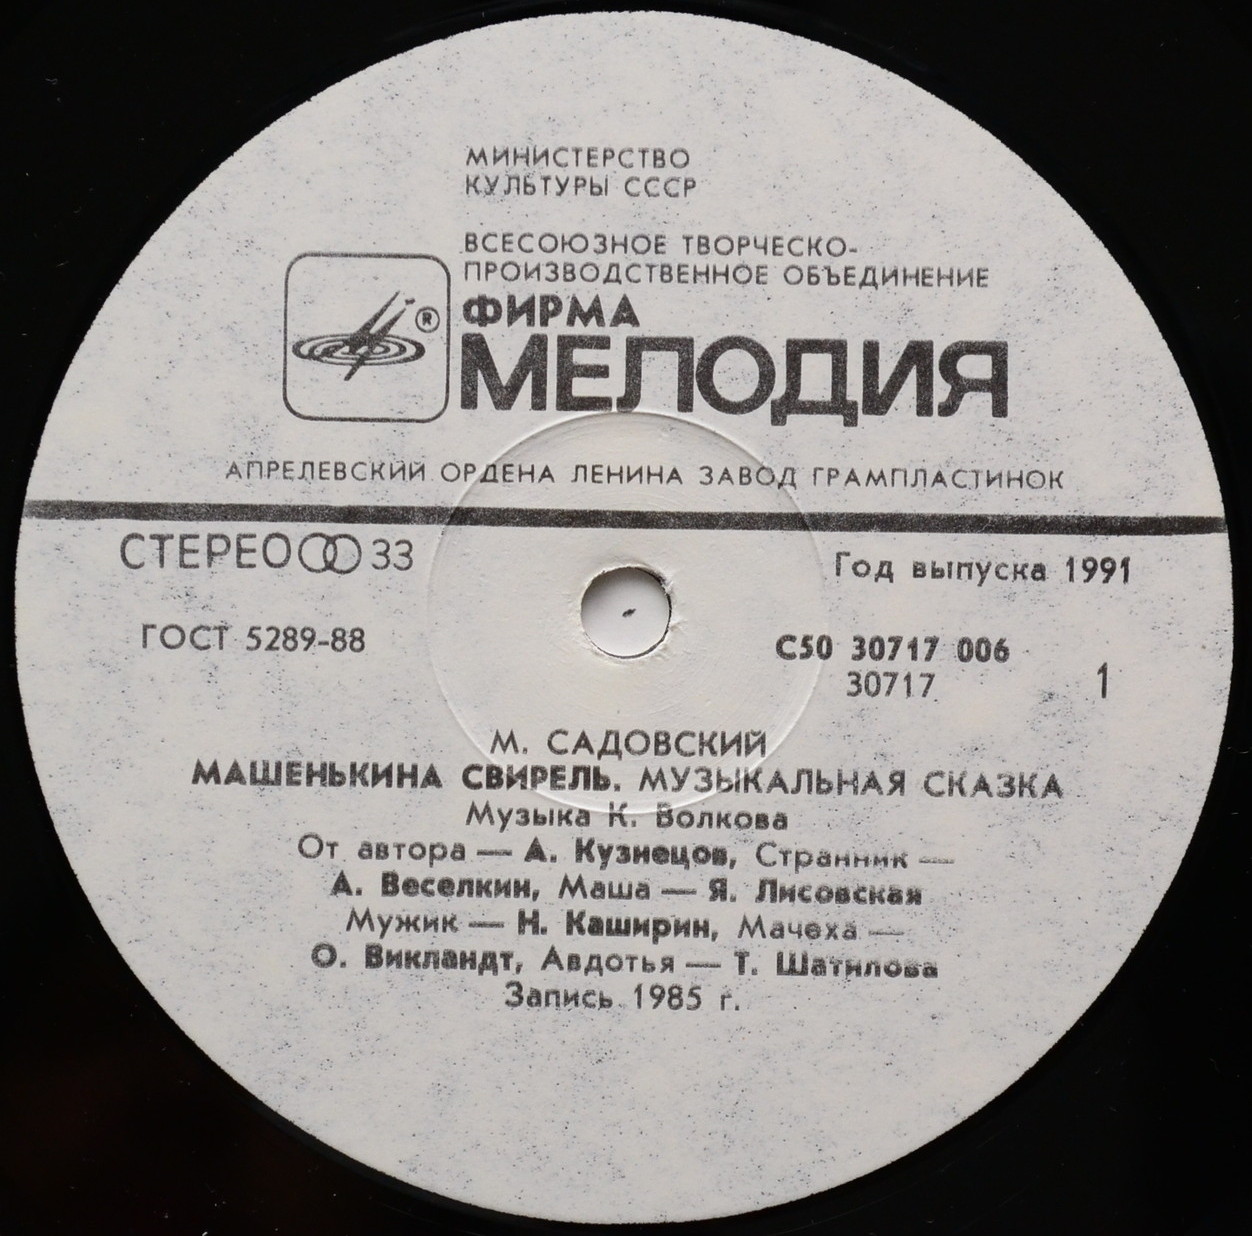 МИНИСТЕРСТВО
КУЛЬТУРЫ СССР
ВСЕСОЮЗНОЕ ТВОРЧЕСКО-
ПРОИЗВОДСТВЕННОЕ ОБЪЕДИНЕНИЕ
ФИРМА
МЕЛОДИЯ
®
АПРЕЛЕВСКИЙ ОРДЕНА ЛЕНИНА ЗАВОД ГРАМПЛАСТИНОК
СТЕРЕО 33
Год выпуска 1991
ГОСТ 5289-88
С50 30717 006
30717
1
М. САДОВСКИЙ
МАШЕНЬКИНА СВИРЕЛЬ. МУЗЫКАЛЬНАЯ СКАЗКА
Музыка К. Волкова
От автора — А. Кузнецов, Странник —
А. Веселкин, Маша — Я. Лисовская
Мужик — Н. Каширин, Мачеха —
О. Викландт, Авдотья — Т. Шатилова
Запись 1985 г.